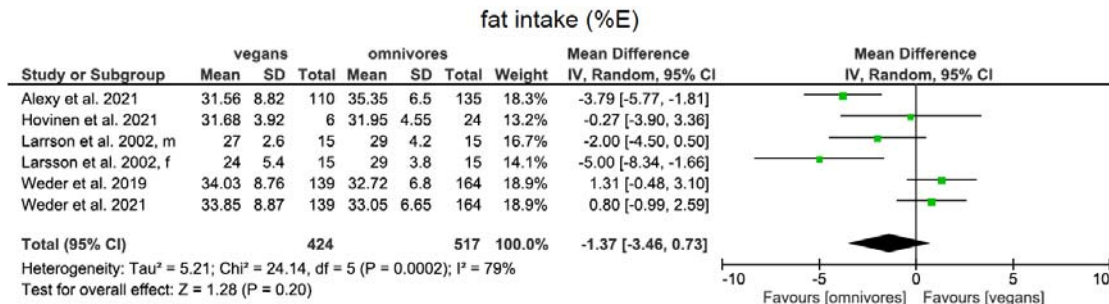 fat intake (%E)
vegans omnivores Mean Difference Mean Difference
Study or Subgroup Mean SD Total Mean SD Total Weight IV, Random, 95% CI IV, Random, 95% CI
Alexy et al. 2021 31.56 8.82 110 35.35 6.5 135 18.3% -3.79 [-5.77, -1.81]
Hovinen et al. 2021 31.68 3.92 6 31.95 4.55 24 13.2% -0.27 [-3.90, 3.36]
Larrson et al. 2002, m 27 2.6 15 29 4.2 15 16.7% -2.00 [-4.50, 0.50]
Larsson et al. 2002, f 24 5.4 15 29 3.8 15 14.1% -5.00 [-8.34, -1.66]
Weder et al. 2019 34.03 8.76 139 32.72 6.8 164 18.9% 1.31 [-0.48, 3.10]
Weder et al. 2021 33.85 8.87 139 33.05 6.65 164 18.9% 0.80 [-0.99, 2.59]
Total (95% CI) 424 517 100.0% -1.37 [-3.46, 0.73]
Heterogeneity: Tau² = 5.21; Chi² = 24.14, df = 5 (P = 0.0002); I² = 79%
Test for overall effect: Z = 1.28 (P = 0.20)
-10 -5 0 5 10
Favours [omnivores] Favours [vegans]